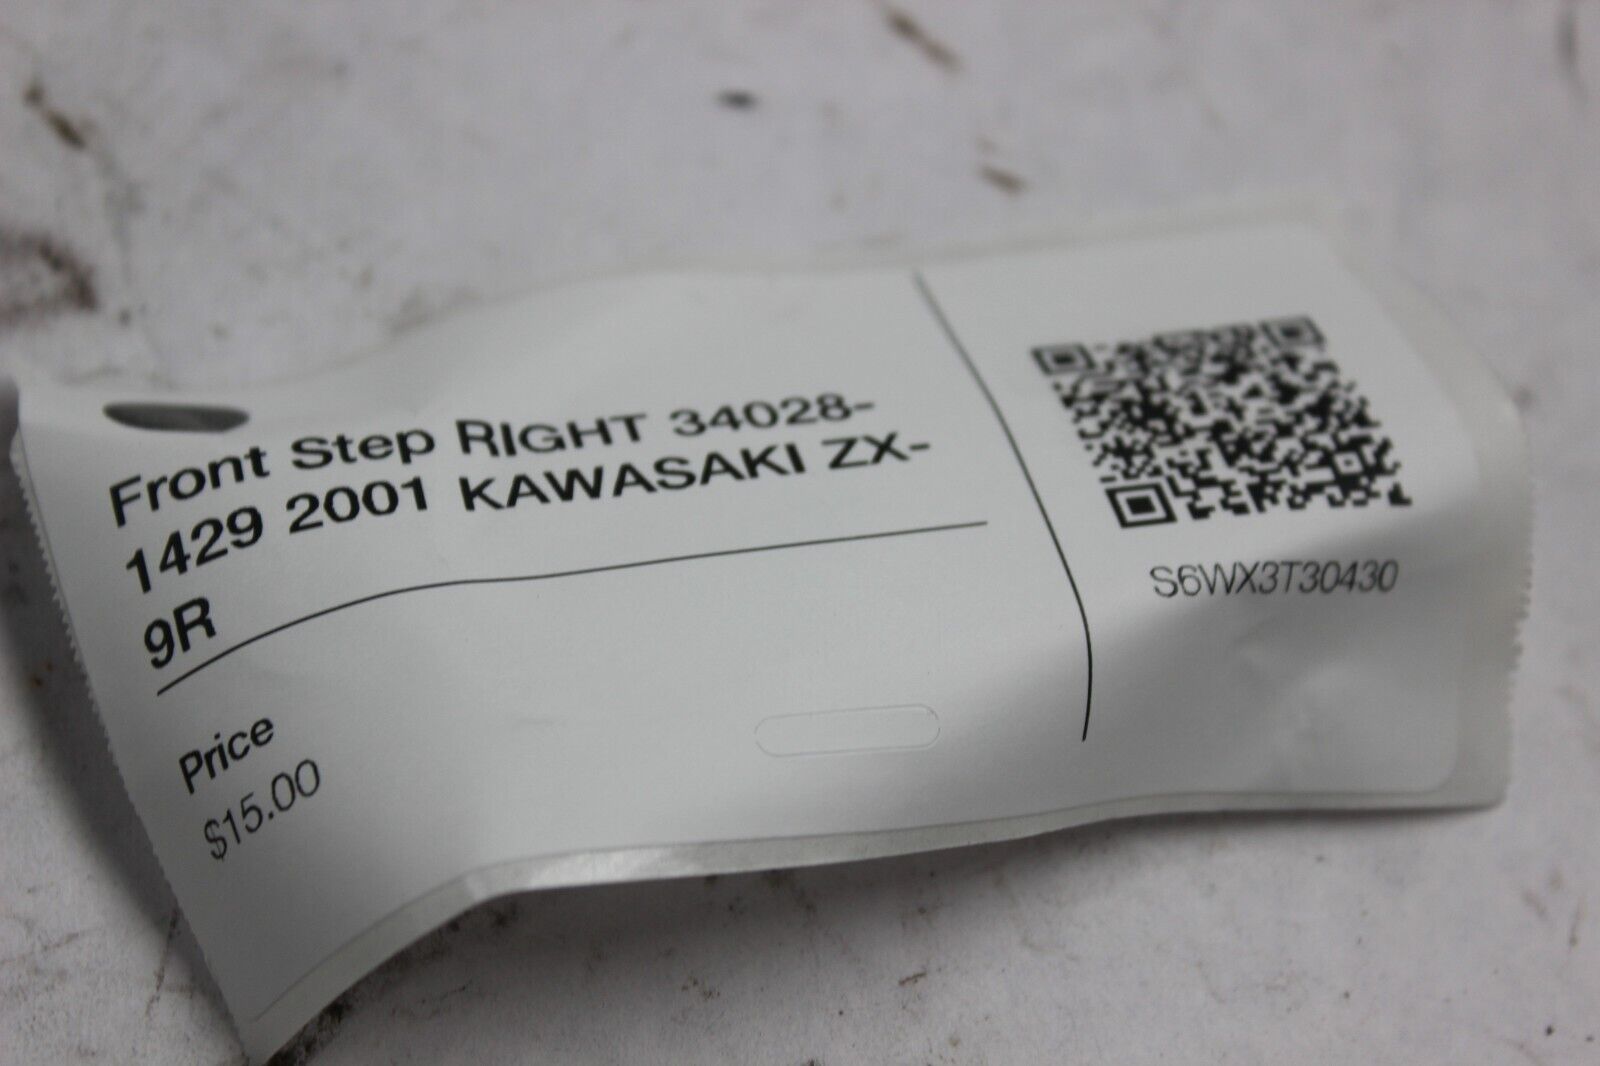 Front Step RIGHT 34028-
1429 2001 KAWASAKI ZX-
9R
Price
$15.00
S6WX3T30430